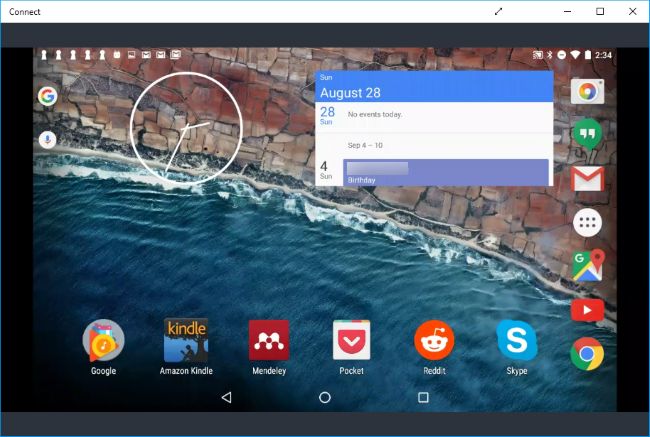 Connect
2:34
Sun
August 28
28
Sun
No events today.
Sep 4 – 10
4
Sun
Birthday
G
kindle
Google
Amazon Kindle
Mendeley
Pocket
Reddit
Skype